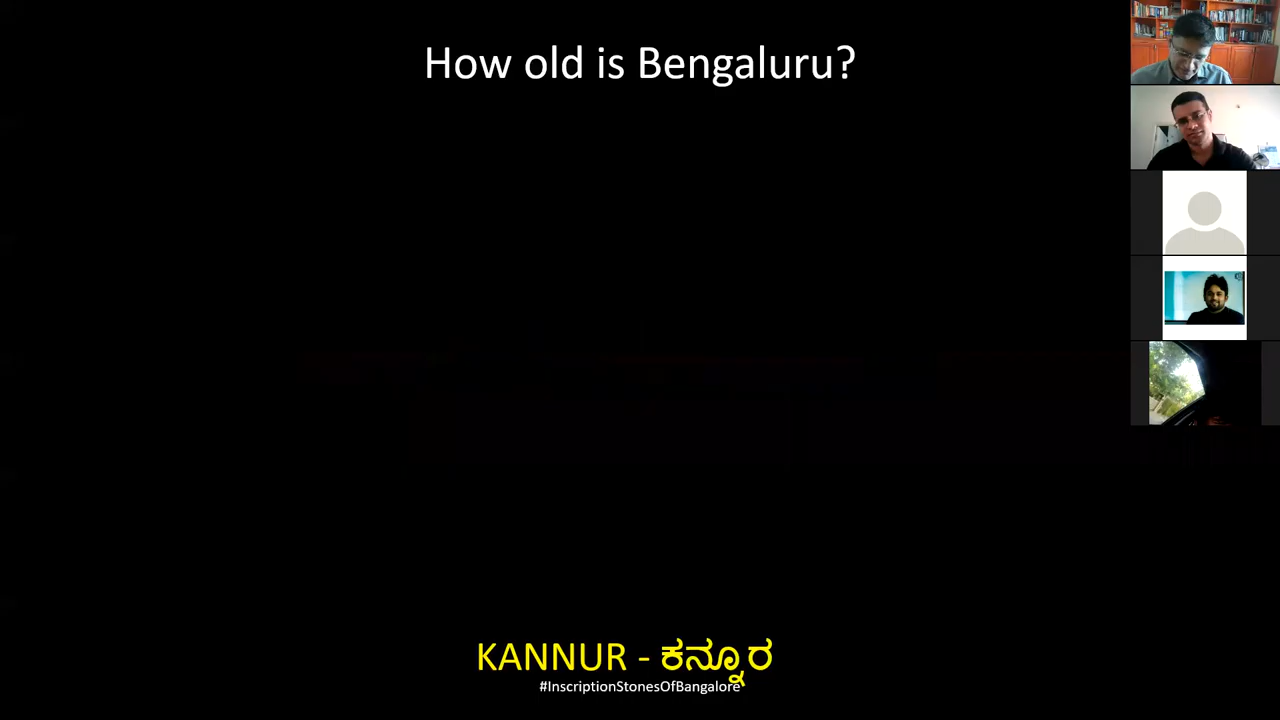 How old is Bengaluru?
KANNUR - ಕನ್ನೂರ
#InscriptionStonesOfBangalore